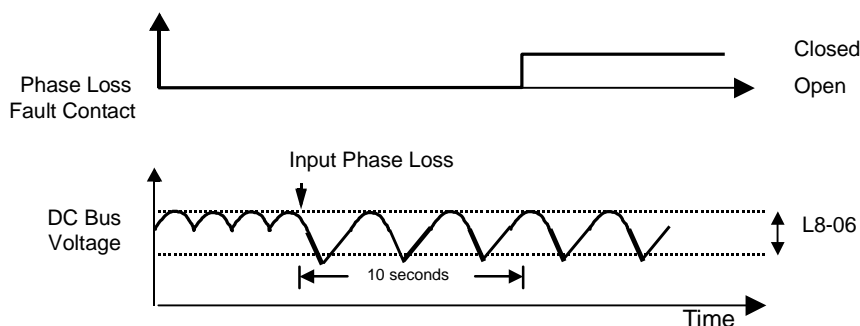 Closed
Phase Loss
Fault Contact
Open
Input Phase Loss
DC Bus
Voltage
L8-06
10 seconds
Time